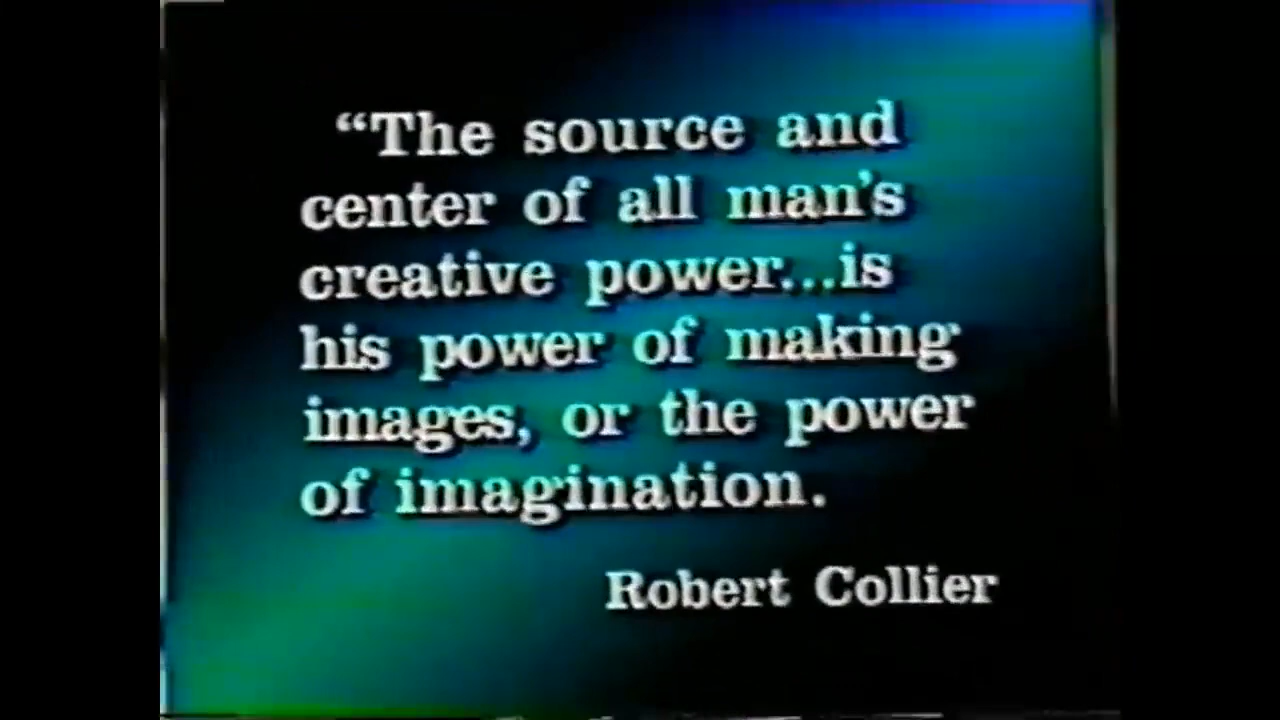 “The source and
center of all man’s
creative power...is
his power of making
images, or the power
of imagination.
Robert Collier